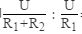 U/(R₁+R₂) : U/R₁ =